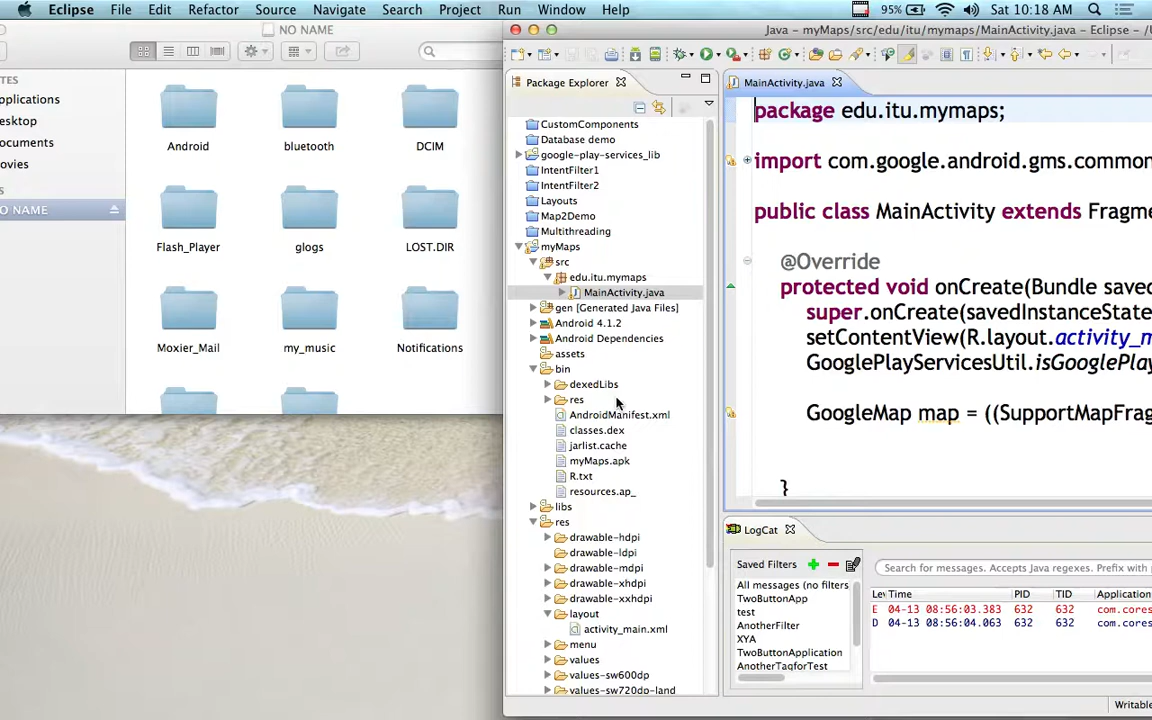 Eclipse File Edit Refactor Source Navigate Search Project Run Window Help 95% Sat 10:18 AM
NO NAME
Applications
Desktop
Documents
Movies
NO NAME
Android bluetooth DCIM
Flash_Player glogs LOST.DIR
Moxier_Mail my_music Notifications
Java – myMaps/src/edu/itu/mymaps/MainActivity.java – Eclipse –
Package Explorer
CustomComponents
Database demo
google-play-services_lib
IntentFilter1
IntentFilter2
Layouts
Map2Demo
Multithreading
myMaps
src
edu.itu.mymaps
MainActivity.java
gen [Generated Java Files]
Android 4.1.2
Android Dependencies
assets
bin
dexedLibs
res
AndroidManifest.xml
classes.dex
jarlist.cache
myMaps.apk
R.txt
resources.ap_
libs
res
drawable-hdpi
drawable-ldpi
drawable-mdpi
drawable-xhdpi
drawable-xxhdpi
layout
activity_main.xml
menu
values
values-sw600dp
values-sw720dp-land
MainActivity.java
package edu.itu.mymaps;
import com.google.android.gms.common
public class MainActivity extends Fragme
@Override
protected void onCreate(Bundle saved
super.onCreate(savedInstanceState
setContentView(R.layout.activity_m
GooglePlayServicesUtil.isGooglePlay
GoogleMap map = ((SupportMapFrag
}
LogCat
Saved Filters
All messages (no filters
TwoButtonApp
test
AnotherFilter
XYA
TwoButtonApplication
AnotherTagforTest
Search for messages. Accepts Java regexes. Prefix with
Time PID TID Application
E 04-13 08:56:03.383 632 632 com.cores
D 04-13 08:56:04.063 632 632 com.cores
Writable